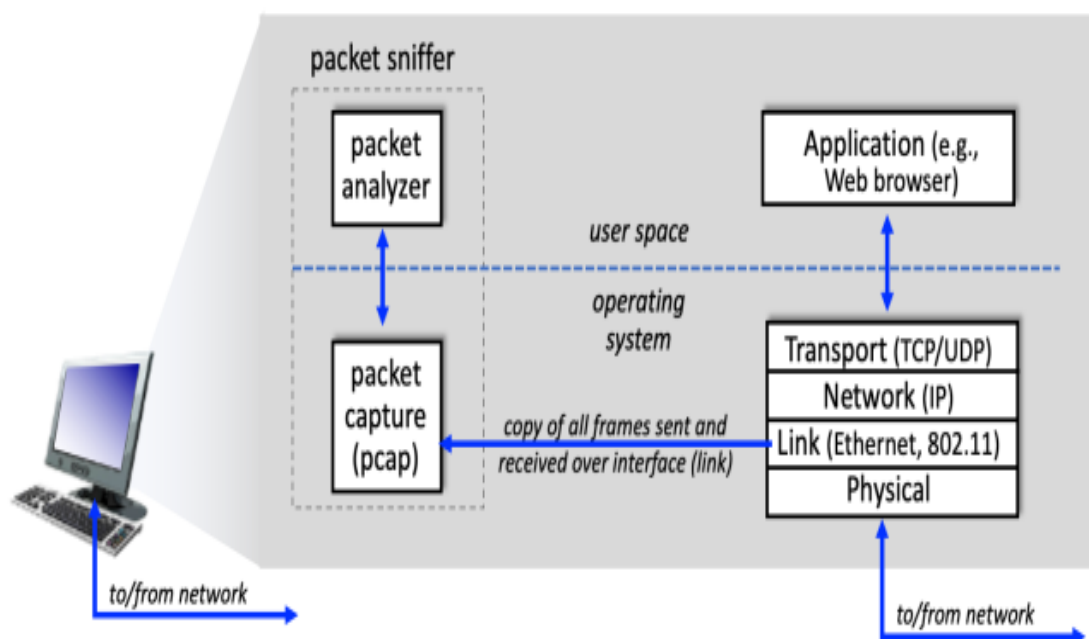 packet sniffer
packet
analyzer
Application (e.g.,
Web browser)
user space
operating
system
packet
capture
(pcap)
copy of all frames sent and
received over interface (link)
Transport (TCP/UDP)
Network (IP)
Link (Ethernet, 802.11)
Physical
to/from network
to/from network